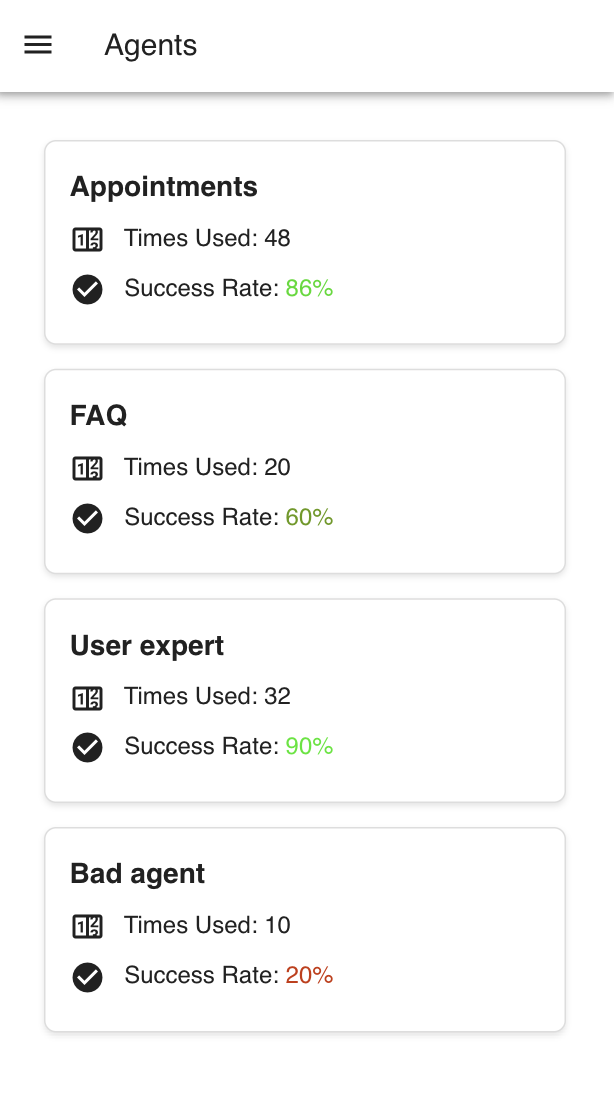 Agents
Appointments
Times Used: 48
Success Rate: 86%
FAQ
Times Used: 20
Success Rate: 60%
User expert
Times Used: 32
Success Rate: 90%
Bad agent
Times Used: 10
Success Rate: 20%